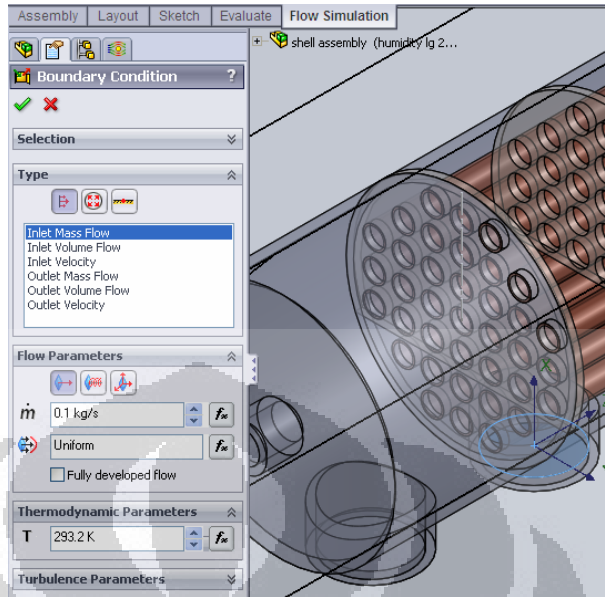 Assembly Layout Sketch Evaluate Flow Simulation
shell assembly (humidity lg 2...
Boundary Condition ?
Selection
Type
Inlet Mass Flow
Inlet Volume Flow
Inlet Velocity
Outlet Mass Flow
Outlet Volume Flow
Outlet Velocity
Flow Parameters
ṁ 0.1 kg/s f∞
Uniform f∞
Fully developed flow
Thermodynamic Parameters
T 293.2 K f∞
Turbulence Parameters
X